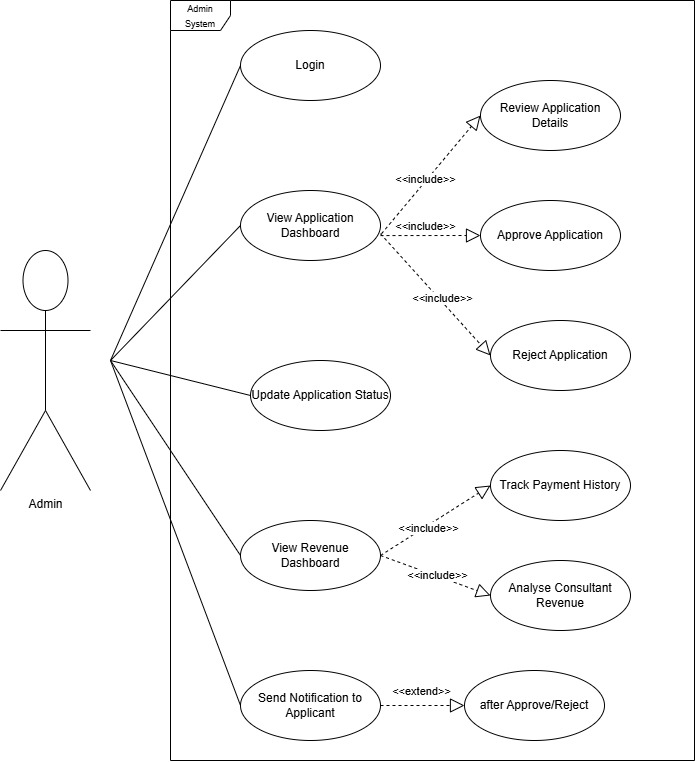 Admin
System
Login
Review Application
Details
<<include>>
View Application
Dashboard
<<include>>
Approve Application
<<include>>
Reject Application
Update Application Status
Admin
Track Payment History
<<include>>
View Revenue
Dashboard
<<include>>
Analyse Consultant
Revenue
Send Notification to
Applicant
<<extend>>
after Approve/Reject